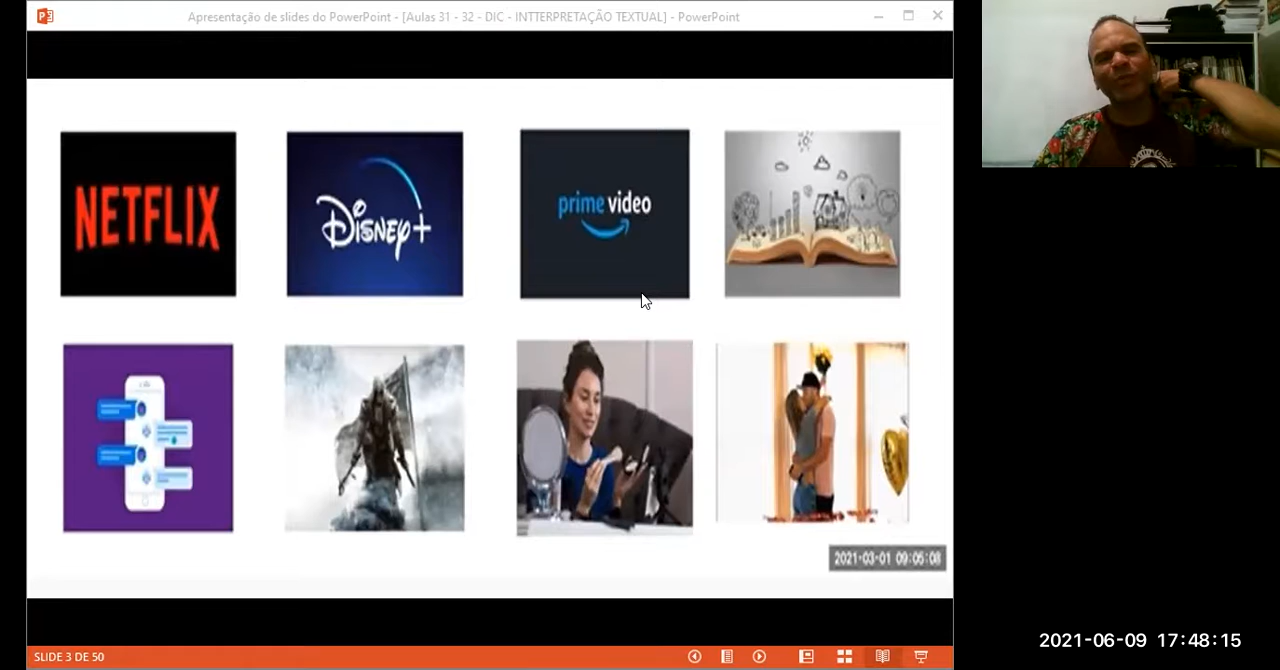 Apresentação de slides do PowerPoint - [Aulas 31 - 32 - DIC - INTTERPRETAÇÃO TEXTUAL] - PowerPoint
NETFLIX
Disney+
prime video
2021-03-01 09:05:08
SLIDE 3 DE 50
2021-06-09 17:48:15